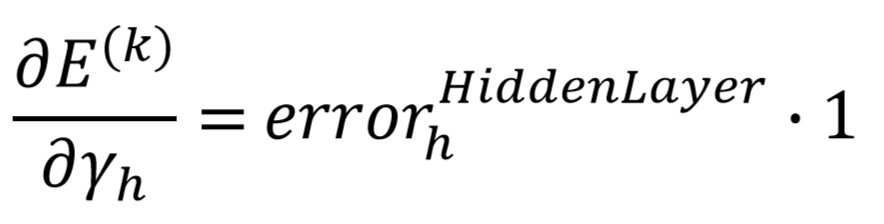 ∂E^(k)/∂γ_h = error_h^HiddenLayer · 1